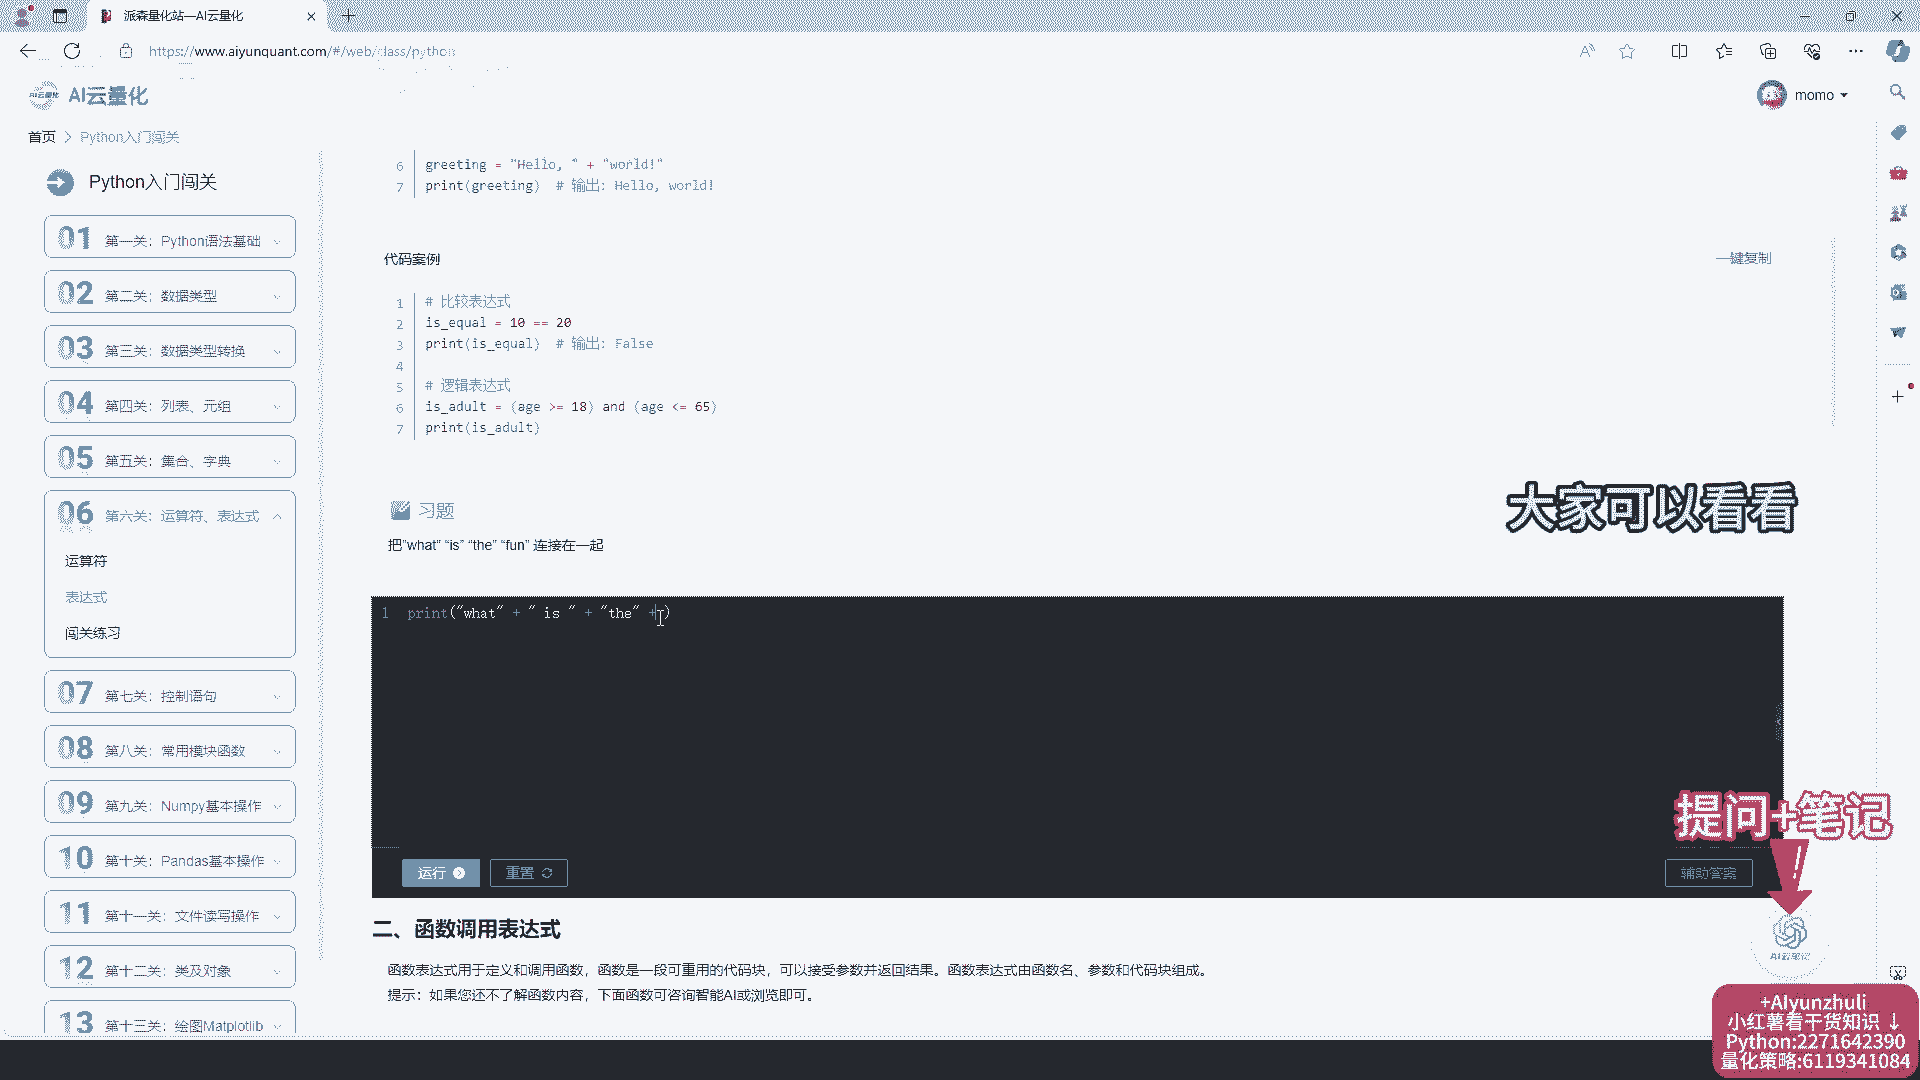 派森量化站—AI云量化
https://www.aiyunquant.com/#/web/class/python
AI云量化
momo
首页 > Python入门闯关
Python入门闯关
01 第一关：Python语法基础
02 第二关：数据类型
03 第三关：数据类型转换
04 第四关：列表、元组
05 第五关：集合、字典
06 第六关：运算符、表达式
运算符
表达式
闯关练习
07 第七关：控制语句
08 第八关：常用模块函数
09 第九关：Numpy基本操作
10 第十关：Pandas基本操作
11 第十一关：文件读写操作
12 第十二关：类及对象
13 第十三关：绘图Matplotlib
6 greeting = "Hello, " + "world!"
7 print(greeting)  # 输出: Hello, world!
代码案例
一键复制
1 # 比较表达式
2 is_equal = 10 == 20
3 print(is_equal)  # 输出: False
4
5 # 逻辑表达式
6 is_adult = (age >= 18) and (age <= 65)
7 print(is_adult)
习题
把"what" “is” “the” “fun” 连接在一起
大家可以看看
1 print("what" + " is " + "the" +)
提问+笔记
!
运行
重置
辅助答案
AI云笔记
二、函数调用表达式
函数表达式用于定义和调用函数，函数是一段可重用的代码块，可以接受参数并返回结果。函数表达式由函数名、参数和代码块组成。
提示：如果您还不了解函数内容，下面函数可咨询智能AI或浏览即可。
+AIyunzhuli
小红薯看干货知识 ↓
Python:2271642390
量化策略:6119341084